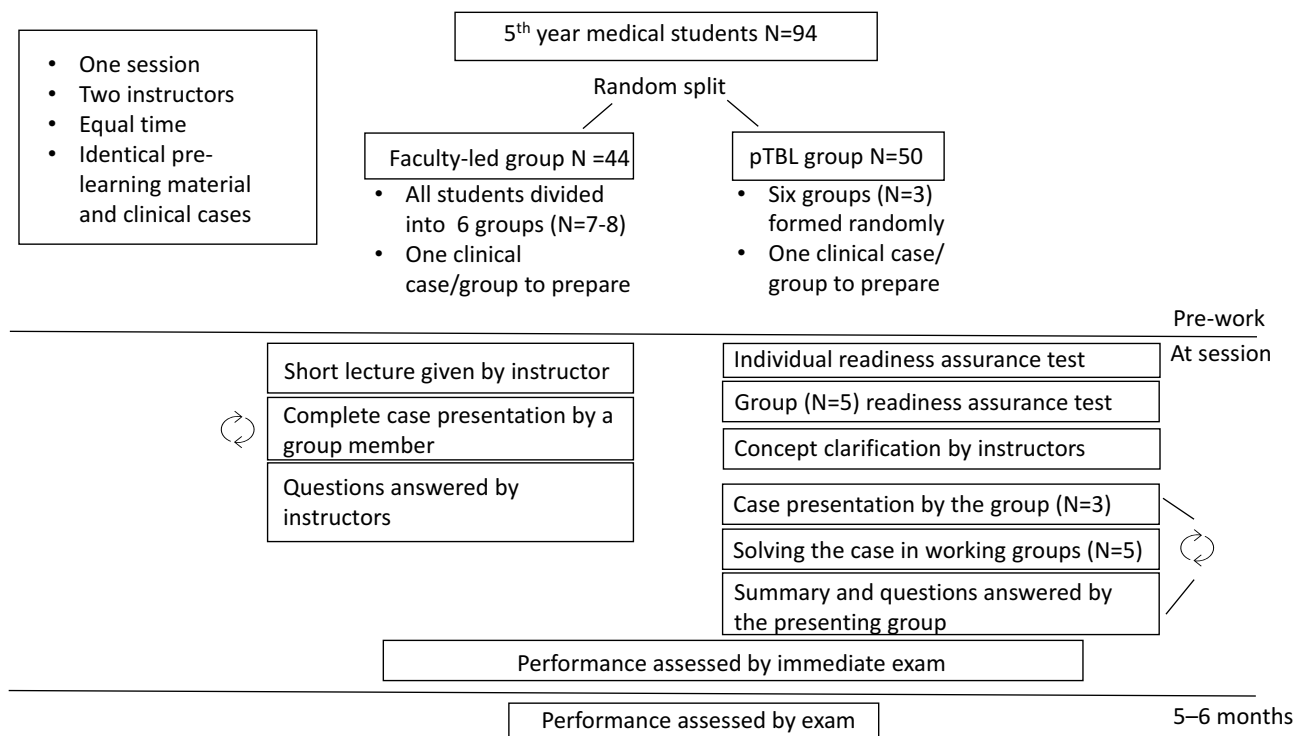 5th year medical students N=94
• One session
• Two instructors
• Equal time
• Identical pre-
learning material
and clinical cases
Random split
Faculty-led group N =44
• All students divided
into 6 groups (N=7-8)
• One clinical
case/group to prepare
pTBL group N=50
• Six groups (N=3)
formed randomly
• One clinical case/
group to prepare
Pre-work
At session
Short lecture given by instructor
Complete case presentation by a
group member
Questions answered by
instructors
Individual readiness assurance test
Group (N=5) readiness assurance test
Concept clarification by instructors
Case presentation by the group (N=3)
Solving the case in working groups (N=5)
Summary and questions answered by
the presenting group
Performance assessed by immediate exam
Performance assessed by exam
5–6 months